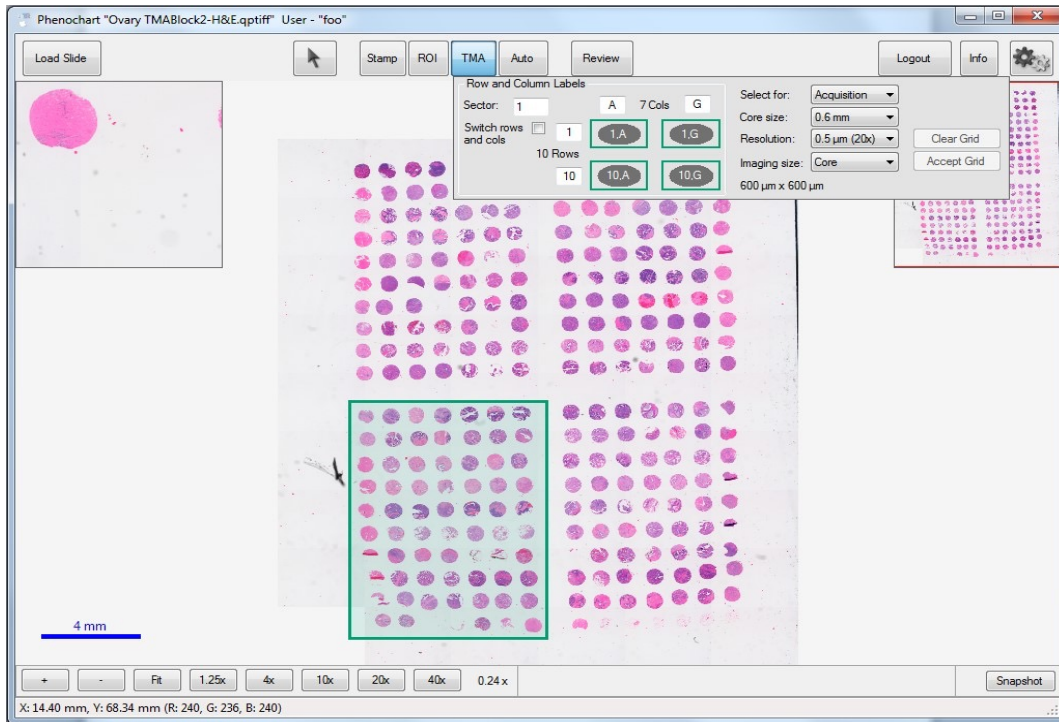 Phenochart "Ovary TMABlock2-H&E.qptiff" User - "foo"
Load Slide Stamp ROI TMA Auto Review Logout Info
Row and Column Labels
Sector: 1 A 7 Cols G
Switch rows and cols 1 1,A 1,G
10 Rows
10 10,A 10,G
Select for: Acquisition
Core size: 0.6 mm
Resolution: 0.5 µm (20x) Clear Grid
Imaging size: Core Accept Grid
600 µm x 600 µm
4 mm
+ - Fit 1.25x 4x 10x 20x 40x 0.24 x Snapshot
X: 14.40 mm, Y: 68.34 mm (R: 240, G: 236, B: 240)